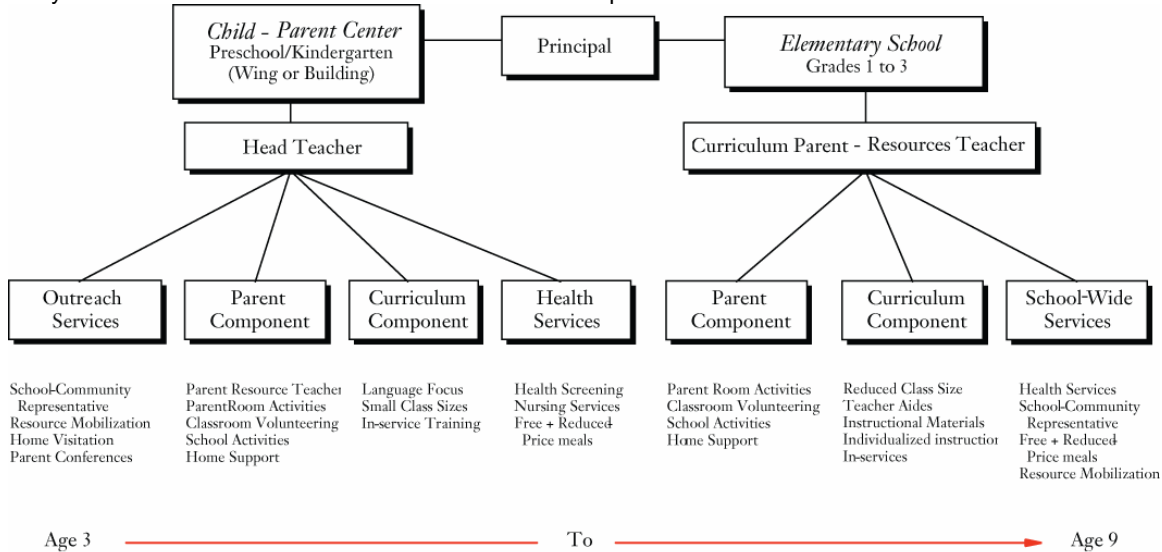 Child - Parent Center
Preschool/Kindergarten
(Wing or Building)
Principal
Elementary School
Grades 1 to 3
Head Teacher
Curriculum Parent - Resources Teacher
Outreach
Services
Parent
Component
Curriculum
Component
Health
Services
Parent
Component
Curriculum
Component
School-Wide
Services
School-Community
Representative
Resource Mobilization
Home Visitation
Parent Conferences
Parent Resource Teacher
ParentRoom Activities
Classroom Volunteering
School Activities
Home Support
Language Focus
Small Class Sizes
In-service Training
Health Screening
Nursing Services
Free + Reduced-
Price meals
Parent Room Activities
Classroom Volunteering
School Activities
Home Support
Reduced Class Size
Teacher Aides
Instructional Materials
Individualized instruction
In-services
Health Services
School-Community
Representative
Free + Reduced-
Price meals
Resource Mobilization
Age 3 To Age 9